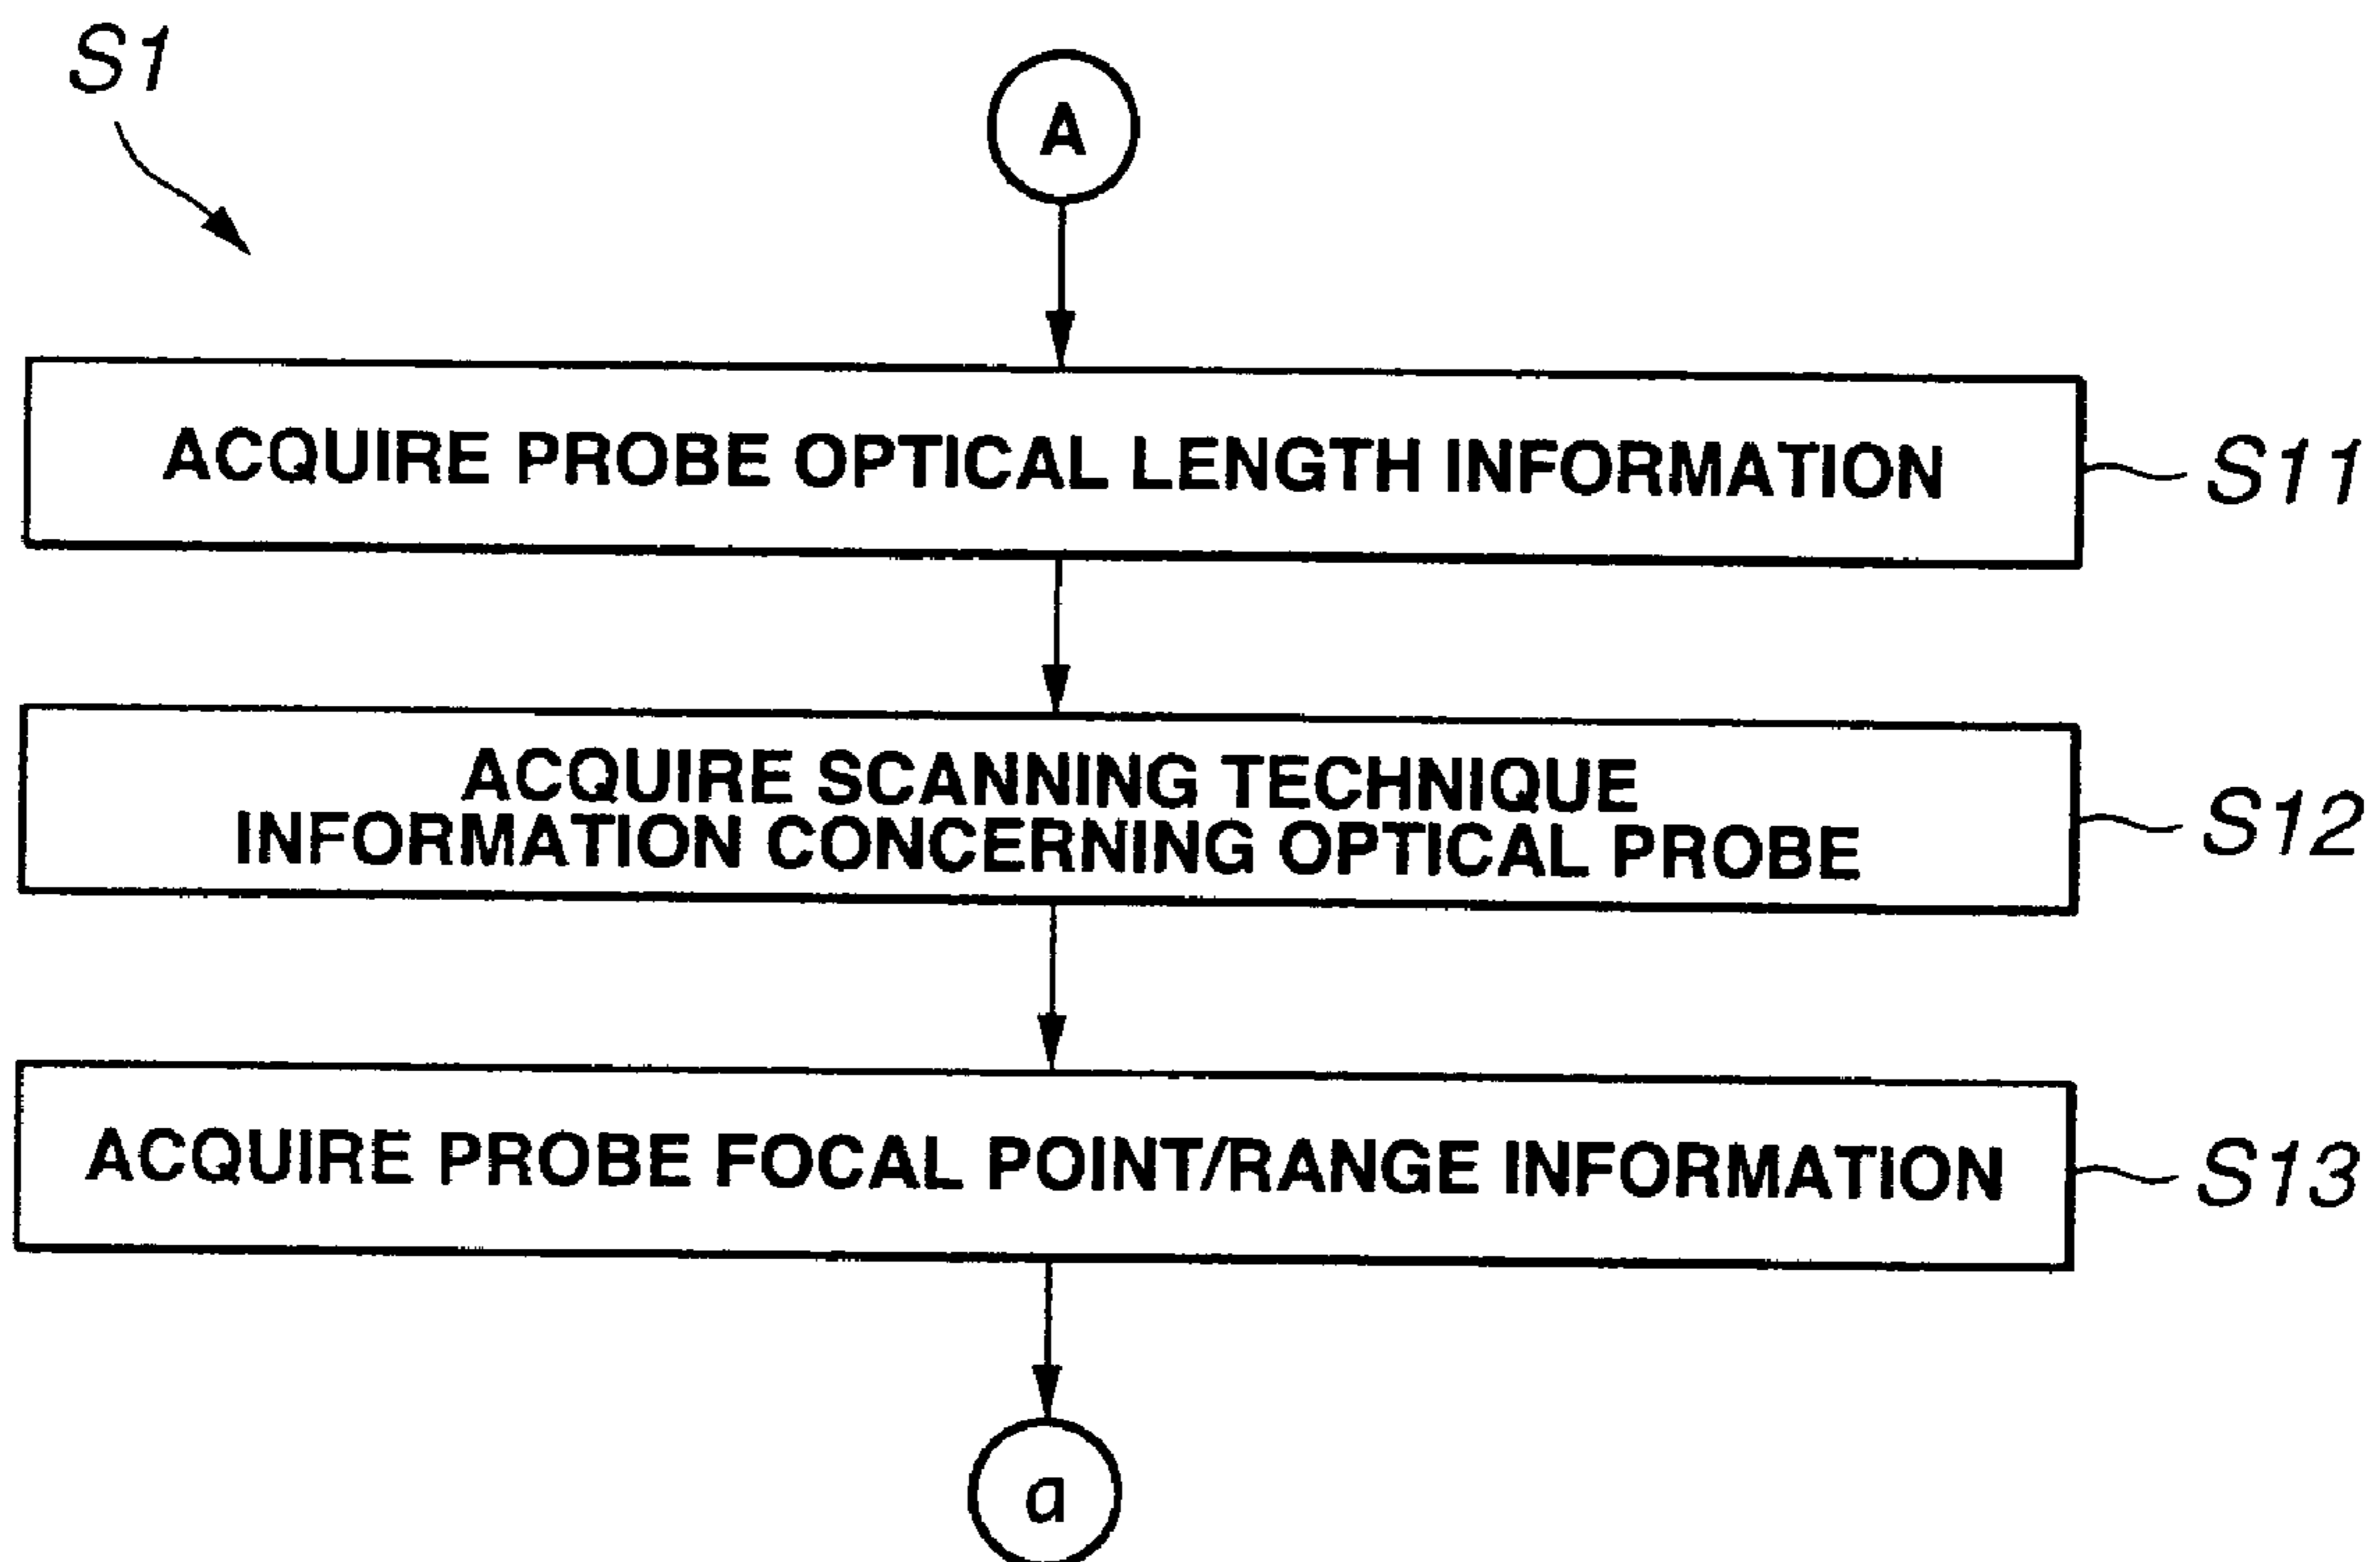 S1
A
ACQUIRE PROBE OPTICAL LENGTH INFORMATION
S11
ACQUIRE SCANNING TECHNIQUE
INFORMATION CONCERNING OPTICAL PROBE
S12
ACQUIRE PROBE FOCAL POINT/RANGE INFORMATION
S13
a